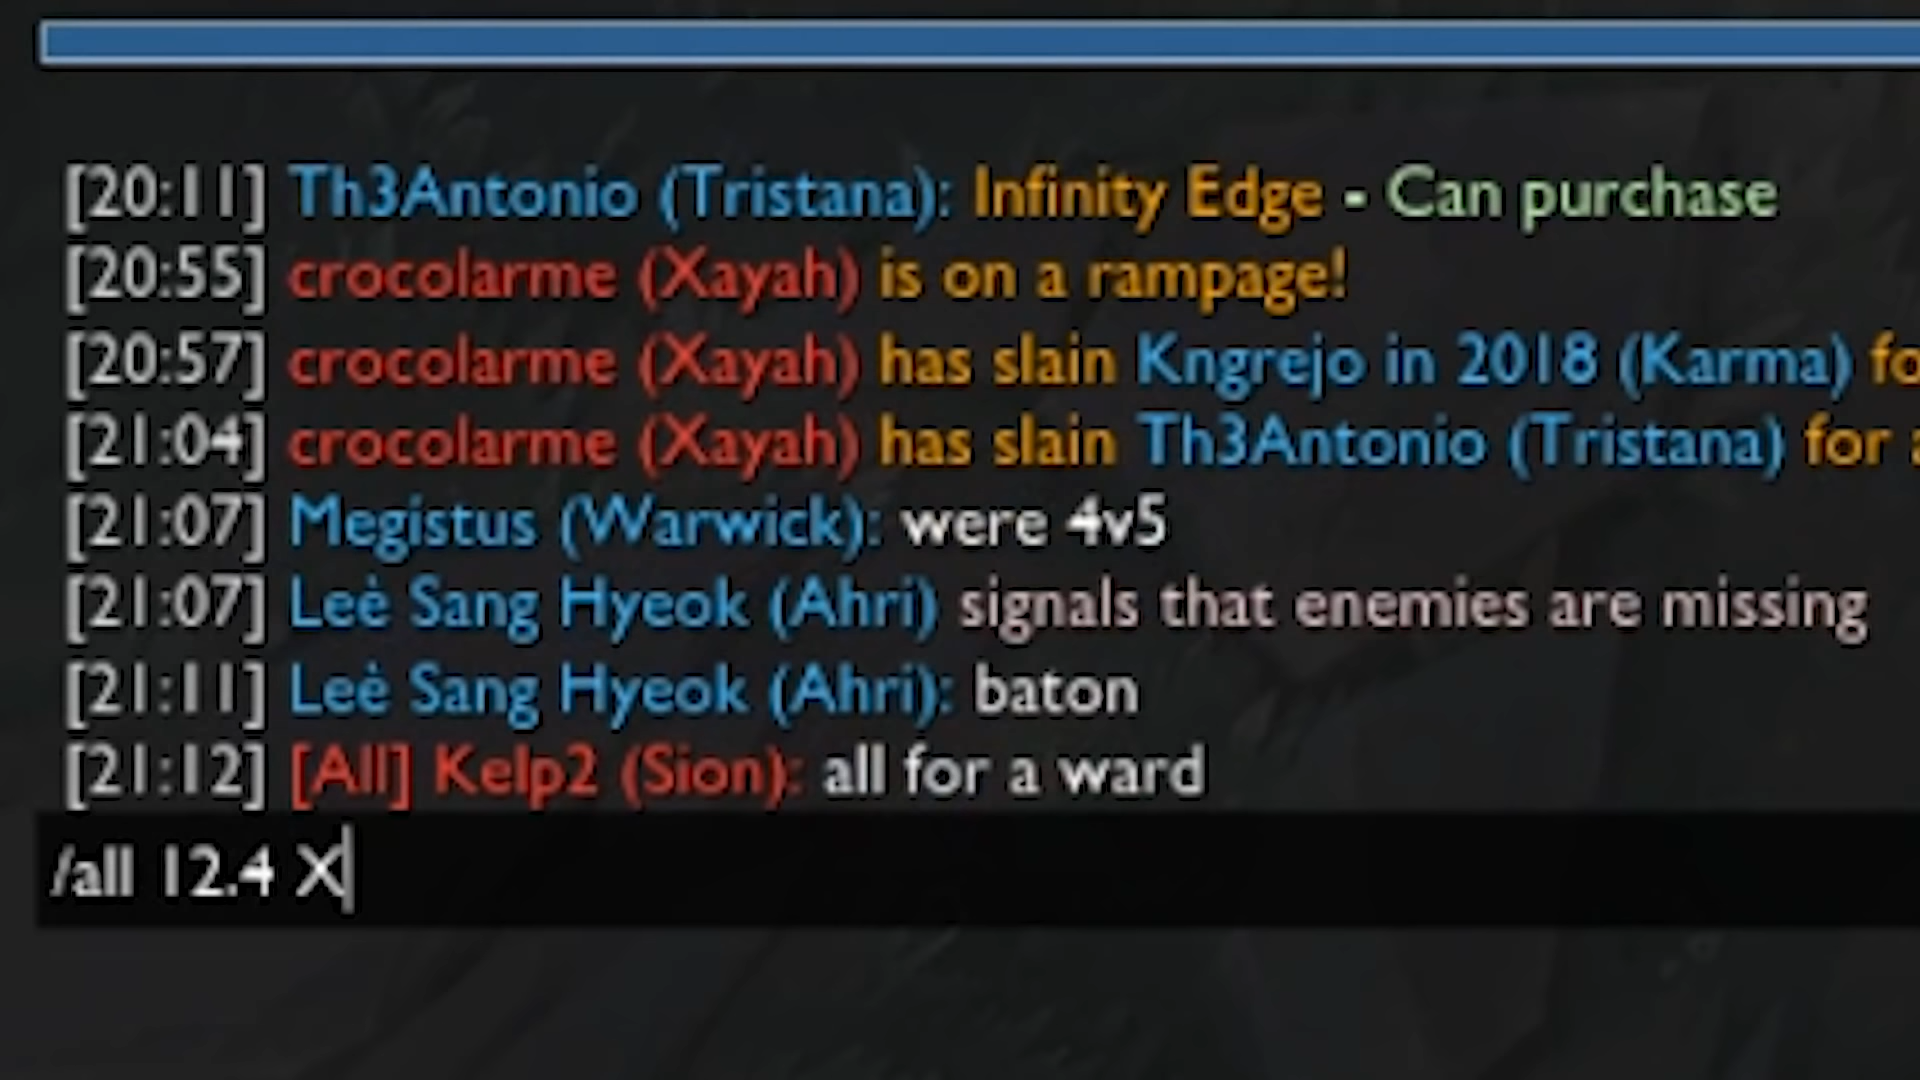 [20:11] Th3Antonio (Tristana): Infinity Edge - Can purchase
[20:55] crocolarme (Xayah) is on a rampage!
[20:57] crocolarme (Xayah) has slain Kngrejo in 2018 (Karma) fo
[21:04] crocolarme (Xayah) has slain Th3Antonio (Tristana) for a
[21:07] Megistus (Warwick): were 4v5
[21:07] Leė Sang Hyeok (Ahri) signals that enemies are missing
[21:11] Leė Sang Hyeok (Ahri): baton
[21:12] [All] Kelp2 (Sion): all for a ward
/all 12.4 X